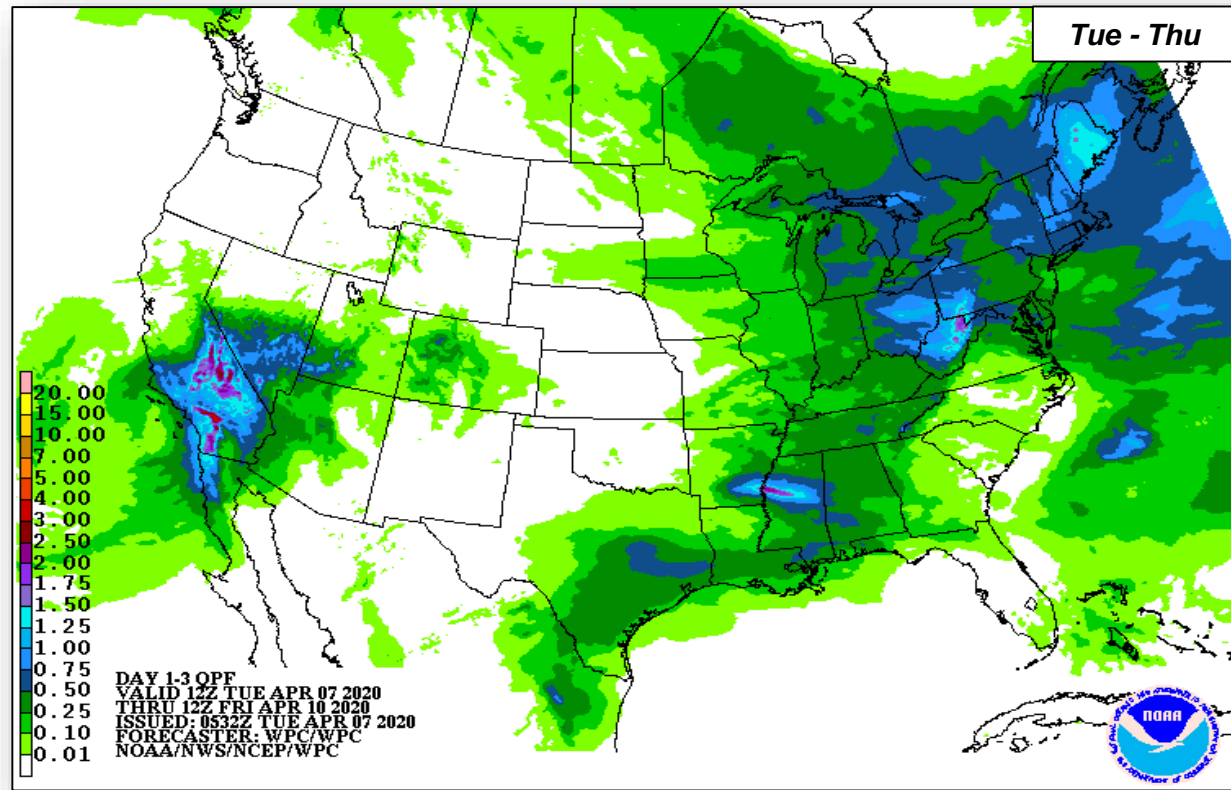 Tue - Thu
20.00
15.00
10.00
7.00
5.00
4.00
3.00
2.50
2.00
1.75
1.50
1.25
1.00
0.75
0.50
0.25
0.10
0.01
DAY 1-3 QPF
VALID 12Z TUE APR 07 2020
THRU 12Z FRI APR 10 2020
ISSUED: 0532Z TUE APR 07 2020
FORECASTER: WPC/WPC
NOAA/NWS/NCEP/WPC
NOAA